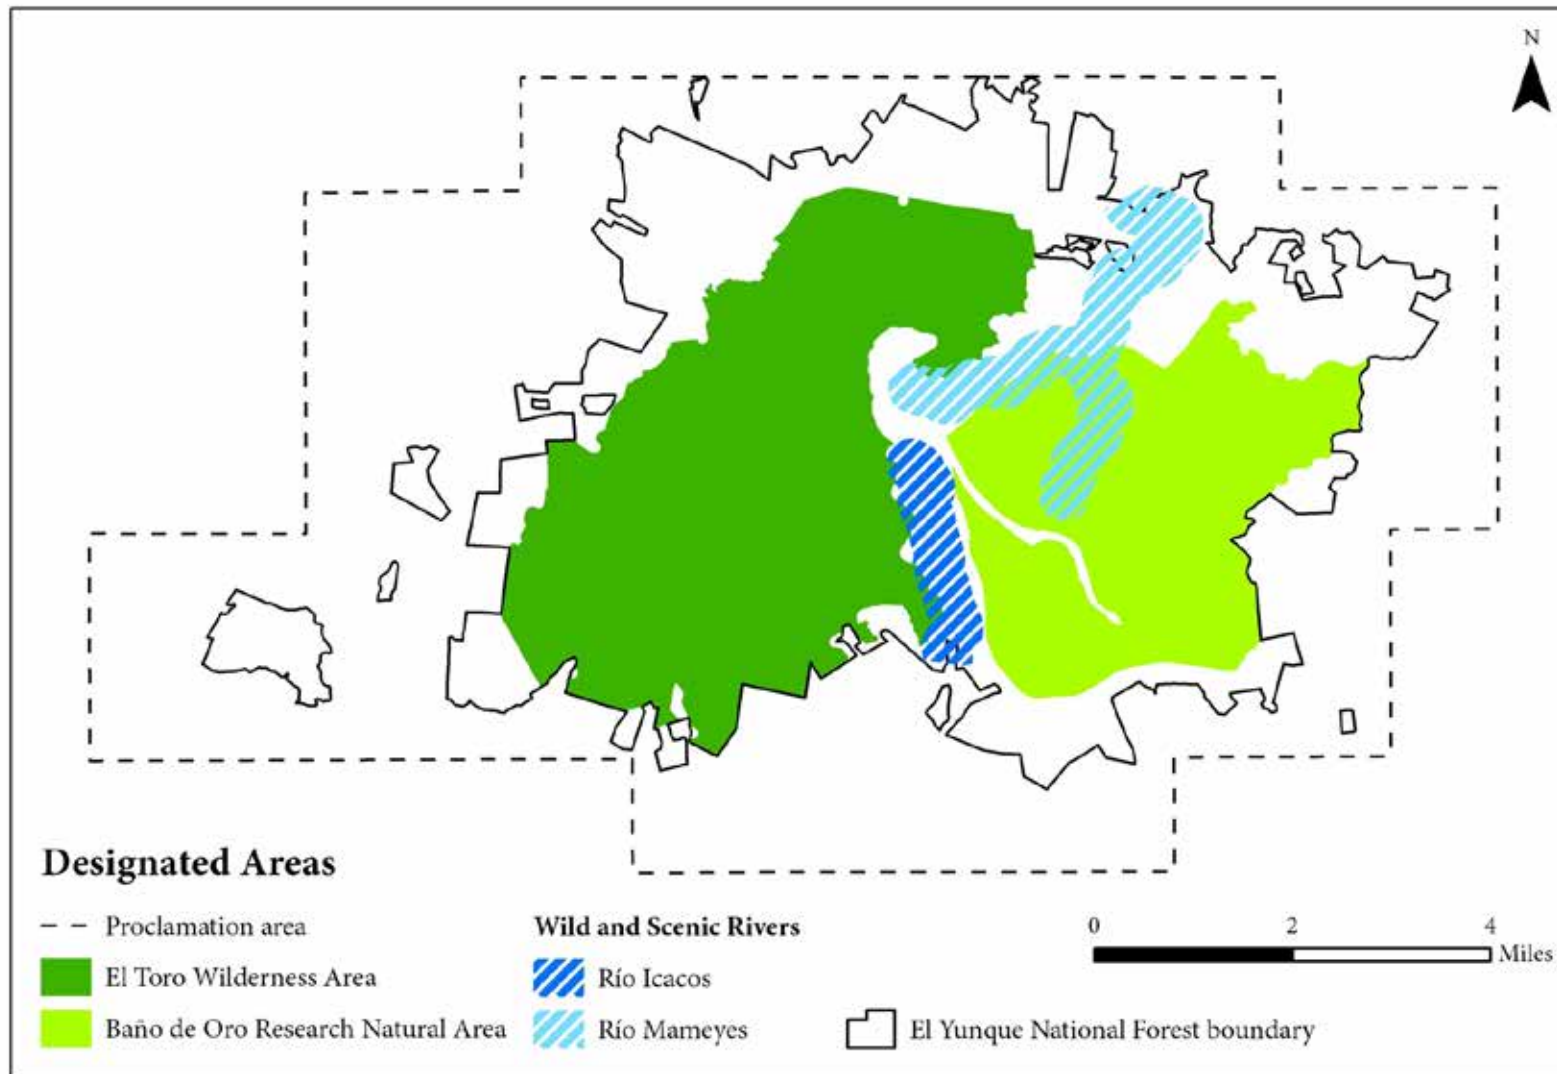 N
Designated Areas
Proclamation area
El Toro Wilderness Area
Baño de Oro Research Natural Area
Wild and Scenic Rivers
Río Icacos
Río Mameyes
El Yunque National Forest boundary
0 2 4
Miles